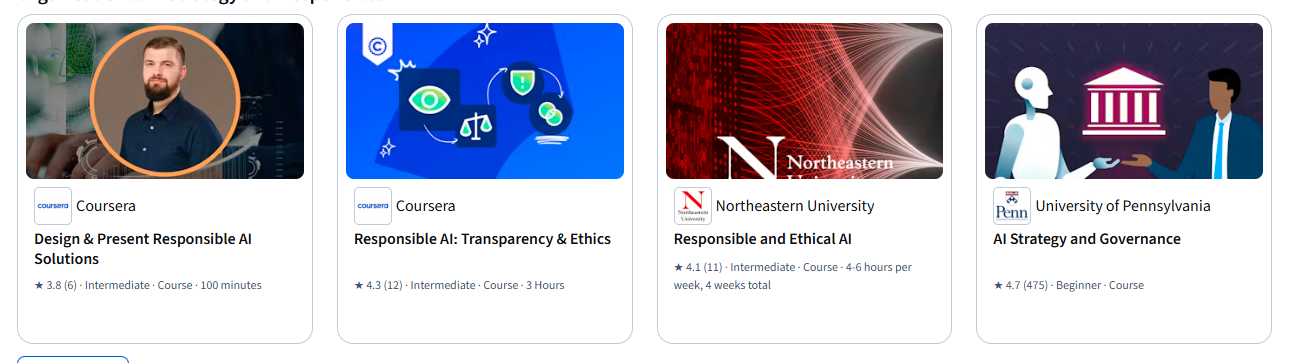 coursera Coursera
Design & Present Responsible AI
Solutions
★ 3.8 (6) · Intermediate · Course · 100 minutes
coursera Coursera
Responsible AI: Transparency & Ethics
★ 4.3 (12) · Intermediate · Course · 3 Hours
N Northeastern
N Northeastern University Northeastern University
Responsible and Ethical AI
★ 4.1 (11) · Intermediate · Course · 4-6 hours per
week, 4 weeks total
Penn University of Pennsylvania
AI Strategy and Governance
★ 4.7 (475) · Beginner · Course